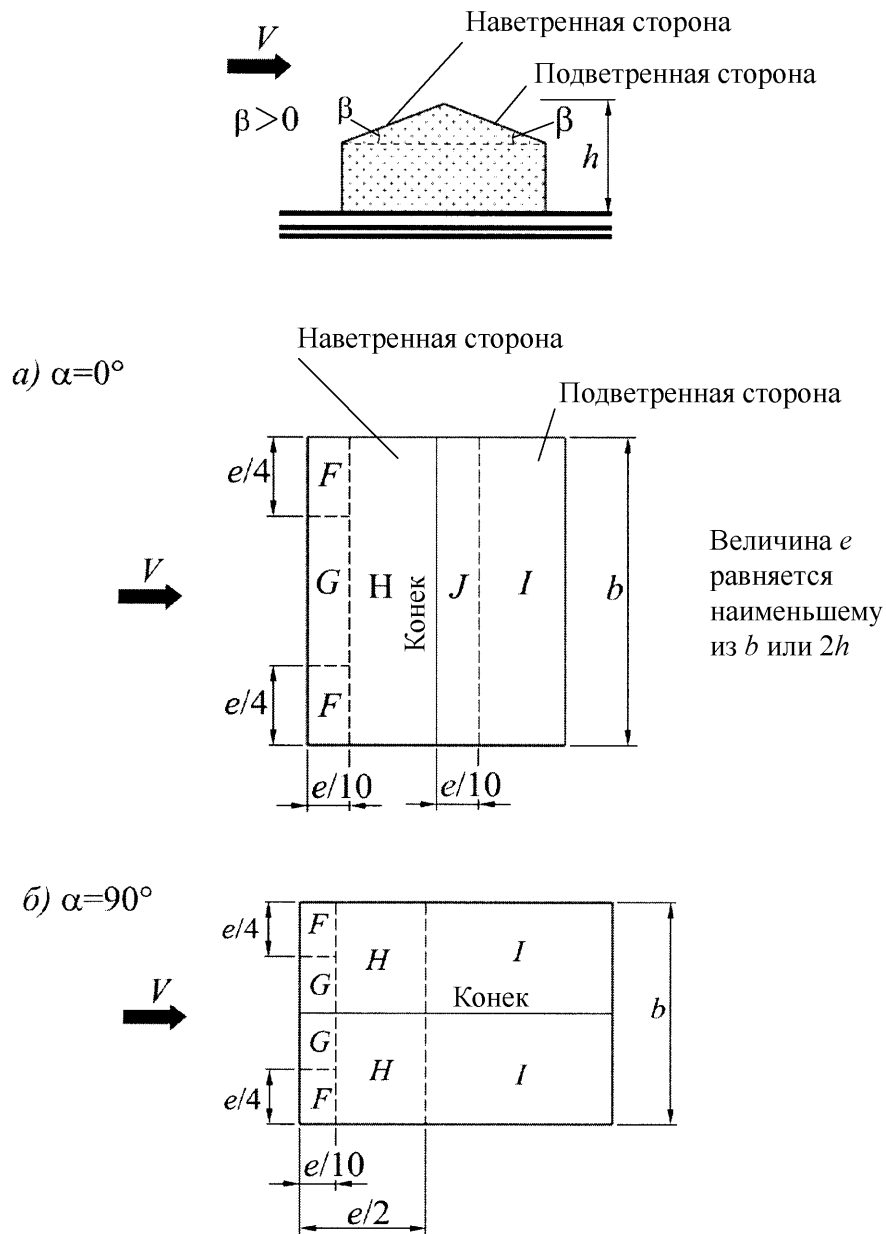 Наветренная сторона
V
Подветренная сторона
β>0
β
β
h
Наветренная сторона
а) α=0°
Подветренная сторона
e/4
F
V
G
H
Конек
J
I
b
Величина e
равняется
наименьшему
из b или 2h
e/4
F
e/10
e/10
б) α=90°
e/4
F
H
I
V
G
Конек
b
G
H
I
e/4
F
e/10
e/2